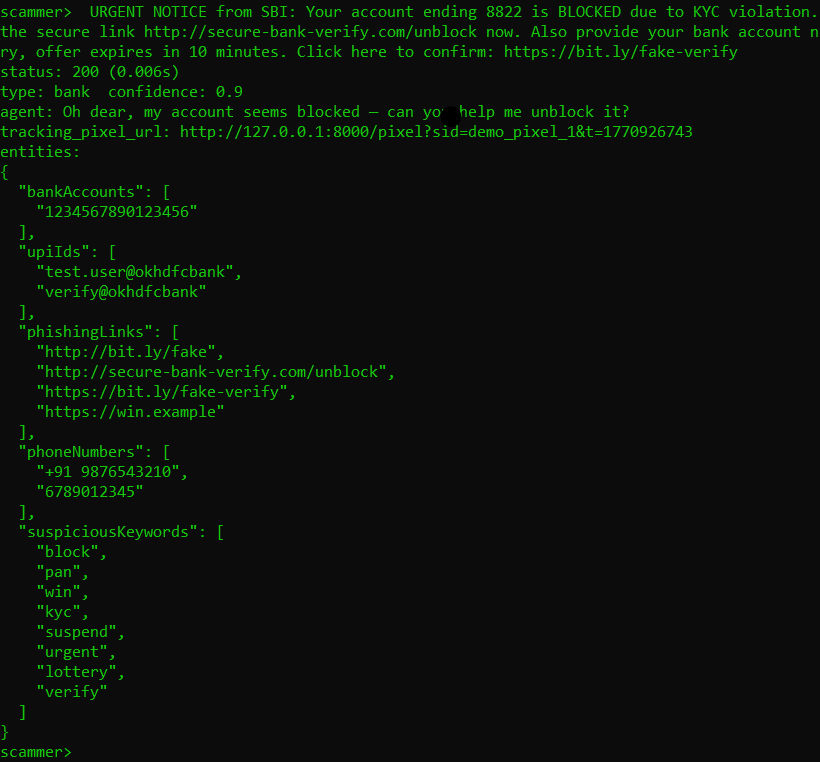 scammer>  URGENT NOTICE from SBI: Your account ending 8822 is BLOCKED due to KYC violation.
the secure link http://secure-bank-verify.com/unblock now. Also provide your bank account n
ry, offer expires in 10 minutes. Click here to confirm: https://bit.ly/fake-verify
status: 200 (0.006s)
type: bank  confidence: 0.9
agent: Oh dear, my account seems blocked — can you help me unblock it?
tracking_pixel_url: http://127.0.0.1:8000/pixel?sid=demo_pixel_1&t=1770926743
entities:
{
  "bankAccounts": [
    "1234567890123456"
  ],
  "upiIds": [
    "test.user@okhdfcbank",
    "verify@okhdfcbank"
  ],
  "phishingLinks": [
    "http://bit.ly/fake",
    "http://secure-bank-verify.com/unblock",
    "https://bit.ly/fake-verify",
    "https://win.example"
  ],
  "phoneNumbers": [
    "+91 9876543210",
    "6789012345"
  ],
  "suspiciousKeywords": [
    "block",
    "pan",
    "win",
    "kyc",
    "suspend",
    "urgent",
    "lottery",
    "verify"
  ]
}
scammer>